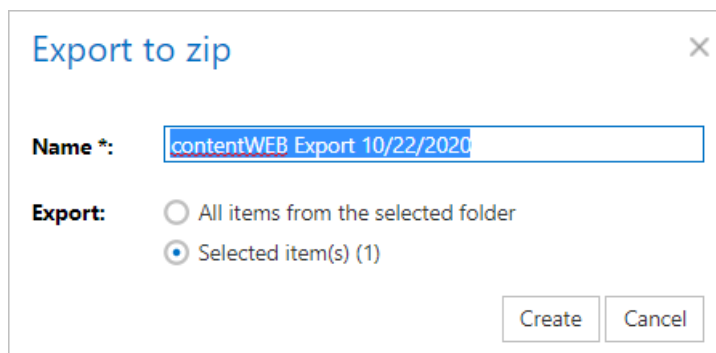 Export to zip
Name *: contentWEB Export 10/22/2020
Export: All items from the selected folder
Selected item(s) (1)
Create Cancel